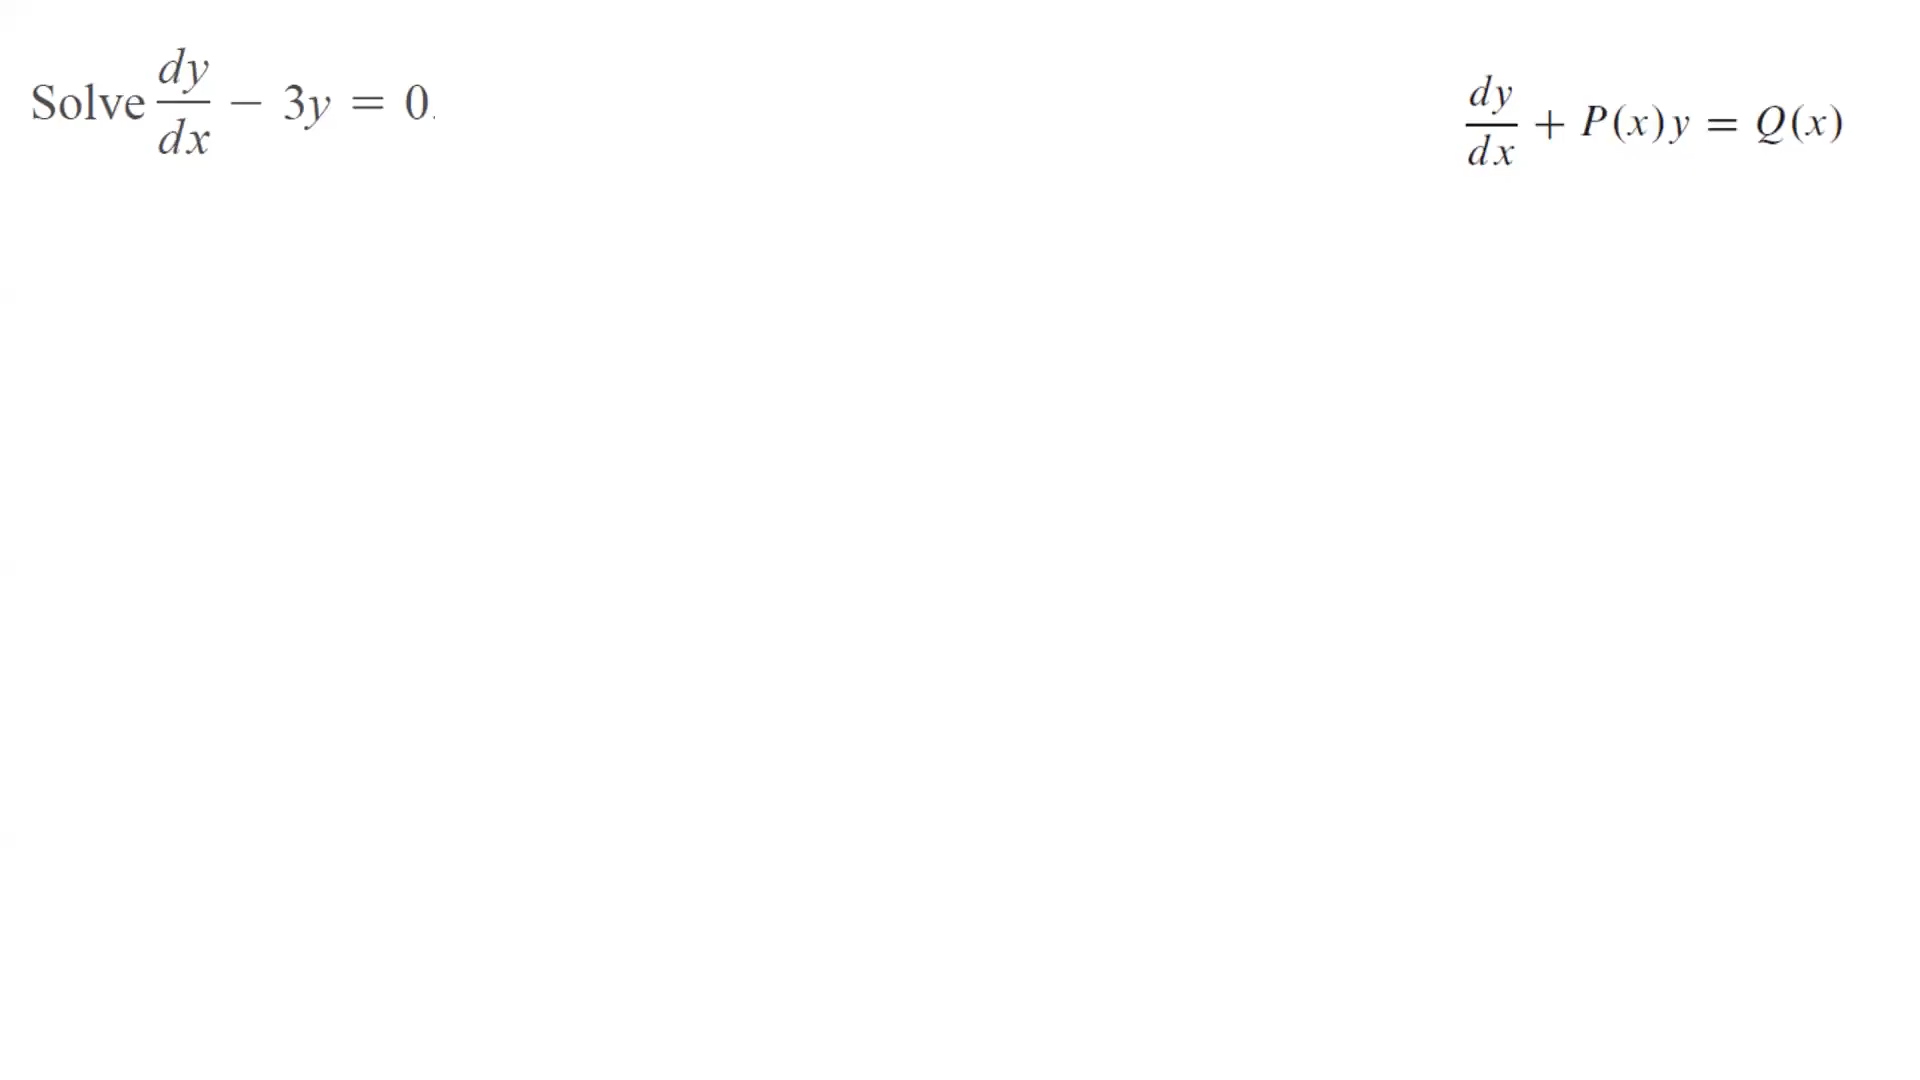 Solve dy/dx − 3y = 0.
dy/dx + P(x)y = Q(x)